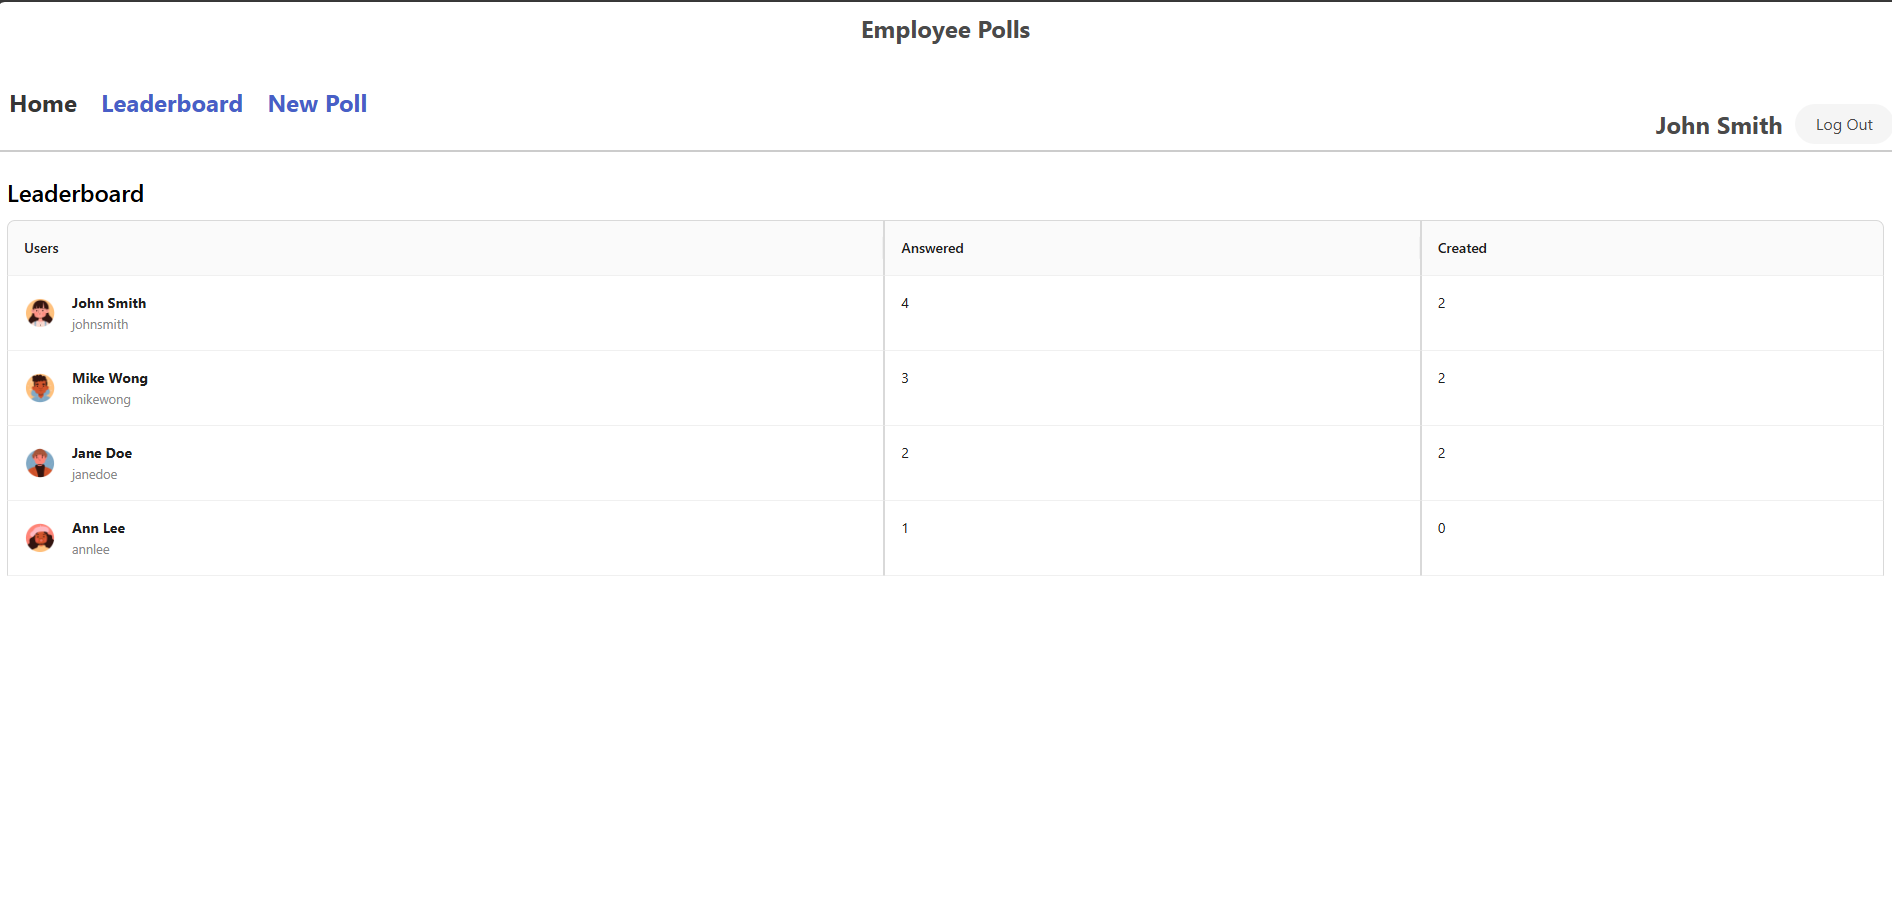 Employee Polls
Home Leaderboard New Poll
John Smith Log Out
Leaderboard
Users Answered Created
John Smith 4 2
johnsmith
Mike Wong 3 2
mikewong
Jane Doe 2 2
janedoe
Ann Lee 1 0
annlee